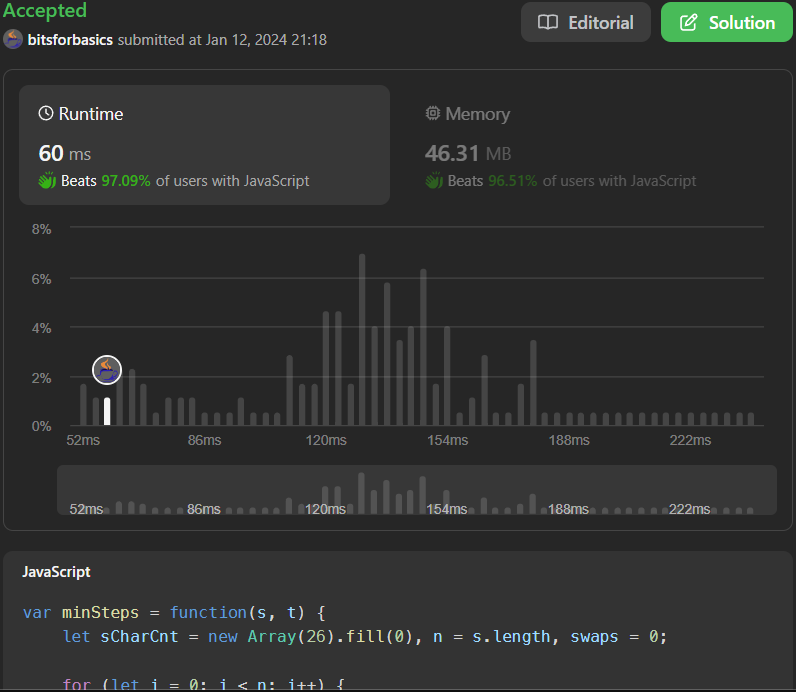 Accepted
Editorial
Solution
bitsforbasics submitted at Jan 12, 2024 21:18
Runtime
60 ms
Beats 97.09% of users with JavaScript
Memory
46.31 MB
Beats 96.51% of users with JavaScript
8%
6%
4%
2%
0%
52ms 86ms 120ms 154ms 188ms 222ms
52ms 86ms 120ms 154ms 188ms 222ms
JavaScript
var minSteps = function(s, t) {
let sCharCnt = new Array(26).fill(0), n = s.length, swaps = 0;
for (let i = 0; i < n; i++) {